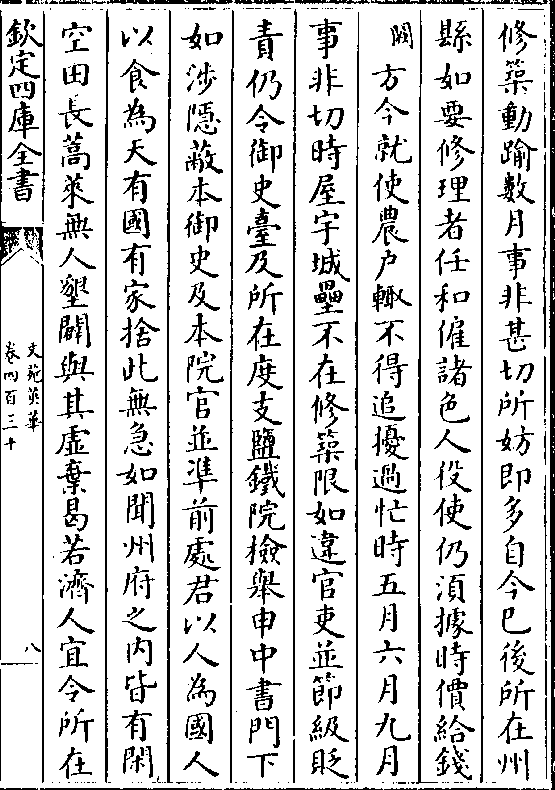 修築動踰數月事非甚切所妨即多自今已後所在州
縣如要修理者任和僱諸色人役使仍須據時價給錢
闕方今就使農户輙不得追擾過忙時五月六月九月
事非切時屋宇城壘不在修築限如違官吏並節級貶
責仍令御史臺及所在度支鹽鐵院檢舉申中書門下
如涉隱蔽本御史及本院官並準前處君以人為國人
以食為天有國有家捨此無急如聞州府之内皆有閑
空田長蒿萊無人墾闢與其虚棄曷若濟人宜令所在
欽定四庫全書
文苑英華
卷四百三十
八